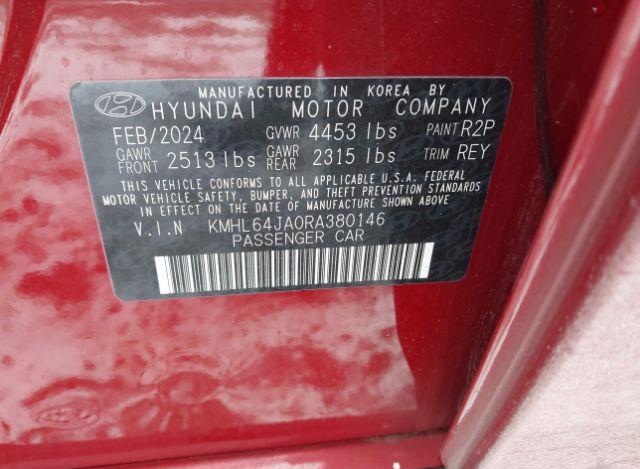 MANUFACTURED IN KOREA BY
HYUNDAI MOTOR COMPANY
FEB/2024 GVWR 4453 lbs PAINT R2P
GAWR FRONT 2513 lbs GAWR REAR 2315 lbs TRIM REY
THIS VEHICLE CONFORMS TO ALL APPLICABLE U.S.A. FEDERAL
MOTOR VEHICLE SAFETY, BUMPER, AND THEFT PREVENTION STANDARDS
IN EFFECT ON THE DATE OF MANUFACTURE SHOWN ABOVE.
V.I.N KMHL64JA0RA380146
PASSENGER CAR